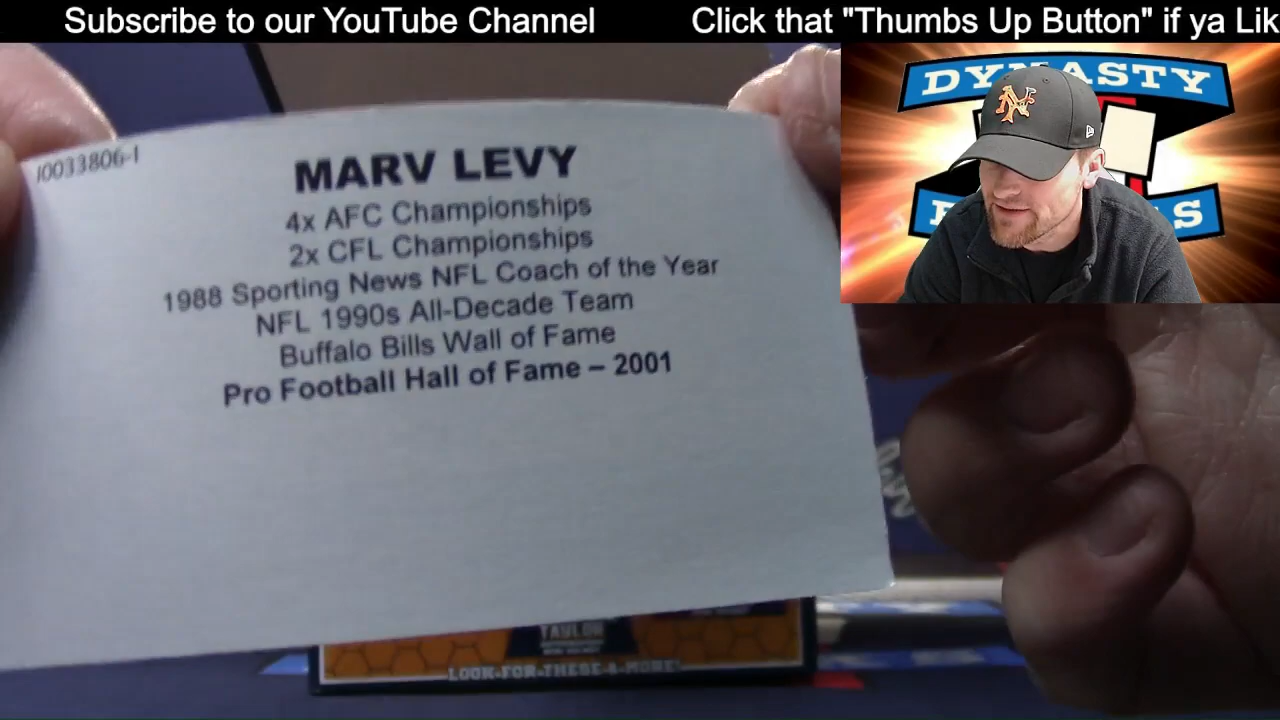 Subscribe to our YouTube Channel
Click that "Thumbs Up Button" if ya Lik
DYNASTY
S
10033806-1
MARV LEVY
4x AFC Championships
2x CFL Championships
1988 Sporting News NFL Coach of the Year
NFL 1990s All-Decade Team
Buffalo Bills Wall of Fame
Pro Football Hall of Fame – 2001
TAYLOR
LOOK FOR THESE & MORE!